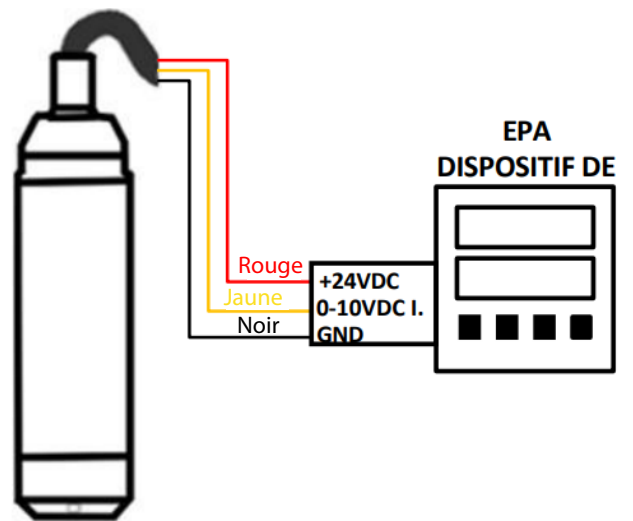 EPA
DISPOSITIF DE
Rouge
+24VDC
Jaune
0-10VDC I.
Noir
GND